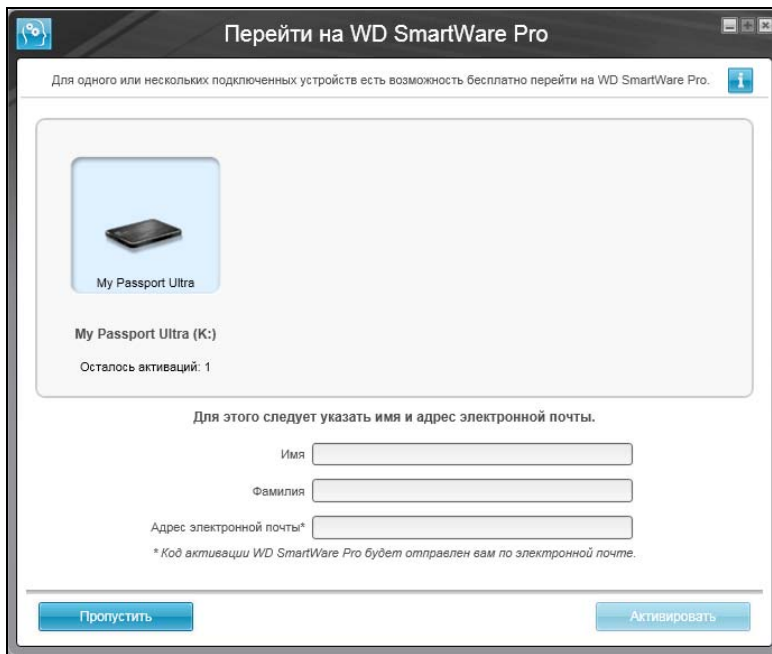 Перейти на WD SmartWare Pro
Для одного или нескольких подключенных устройств есть возможность бесплатно перейти на WD SmartWare Pro.
My Passport Ultra
My Passport Ultra (K:)
Осталось активаций: 1
Для этого следует указать имя и адрес электронной почты.
Имя
Фамилия
Адрес электронной почты*
* Код активации WD SmartWare Pro будет отправлен вам по электронной почте.
Пропустить
Активировать